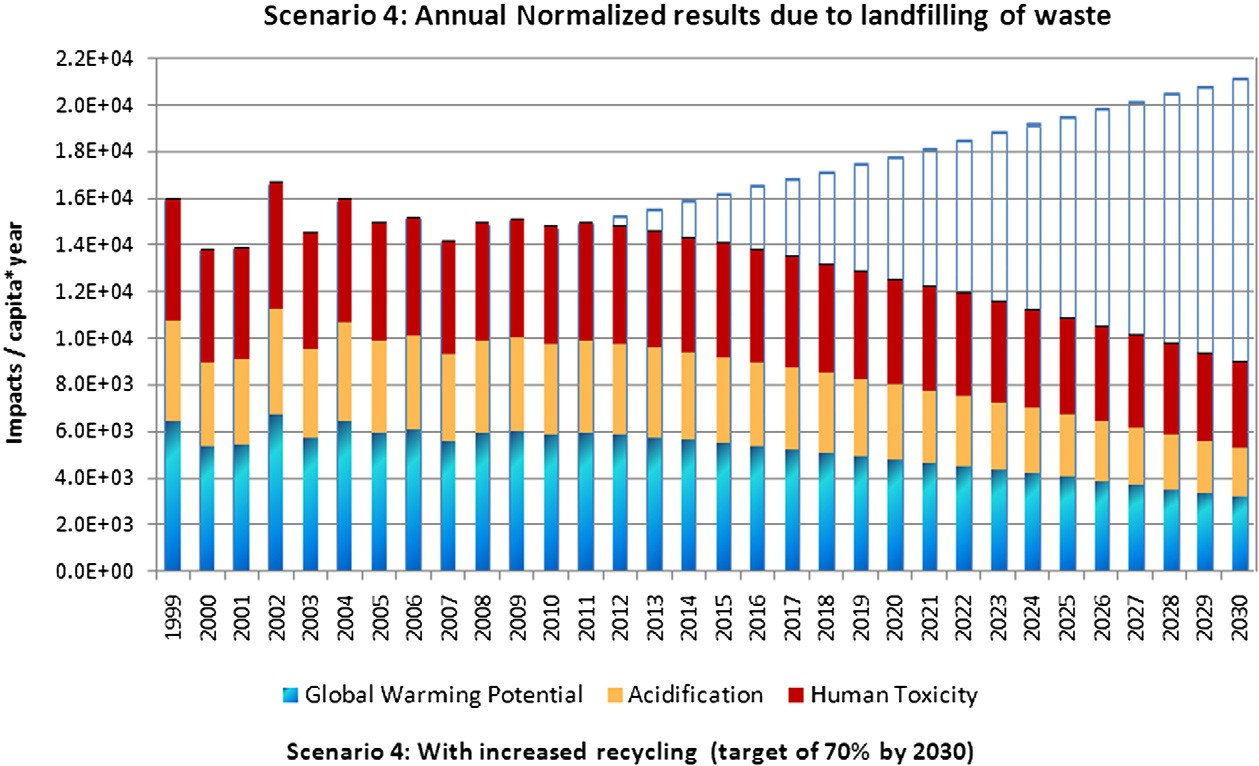 Scenario 4: Annual Normalized results due to landfilling of waste
Impacts / capita*year
2.2E+04
2.0E+04
1.8E+04
1.6E+04
1.4E+04
1.2E+04
1.0E+04
8.0E+03
6.0E+03
4.0E+03
2.0E+03
0.0E+00
1999 2000 2001 2002 2003 2004 2005 2006 2007 2008 2009 2010 2011 2012 2013 2014 2015 2016 2017 2018 2019 2020 2021 2022 2023 2024 2025 2026 2027 2028 2029 2030
Global Warming Potential Acidification Human Toxicity
Scenario 4: With increased recycling (target of 70% by 2030)